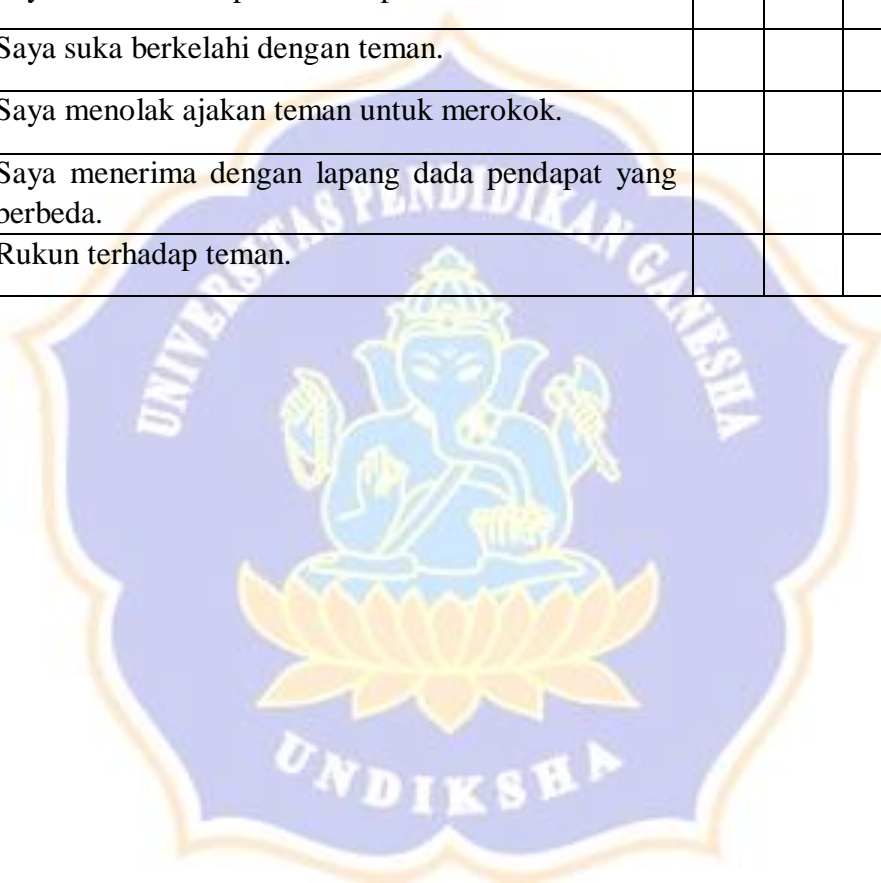 Saya suka berkelahi dengan teman.
Saya menolak ajakan teman untuk merokok.
Saya menerima dengan lapang dada pendapat yang
berbeda.
Rukun terhadap teman.
UNIVERSITAS PENDIDIKAN GANESHA
UNDIKSHA